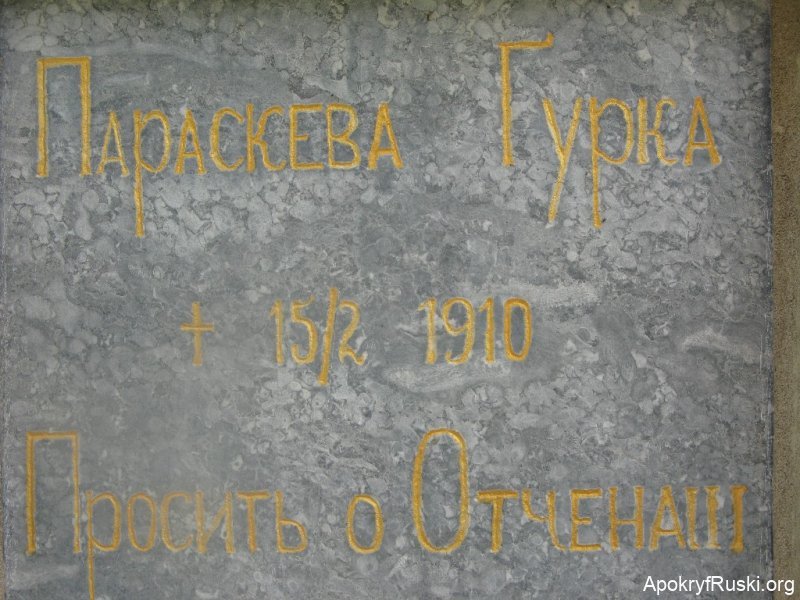 Параскева Гурка
† 15/2 1910
Просить о Отченаш
ApokryfRuski.org